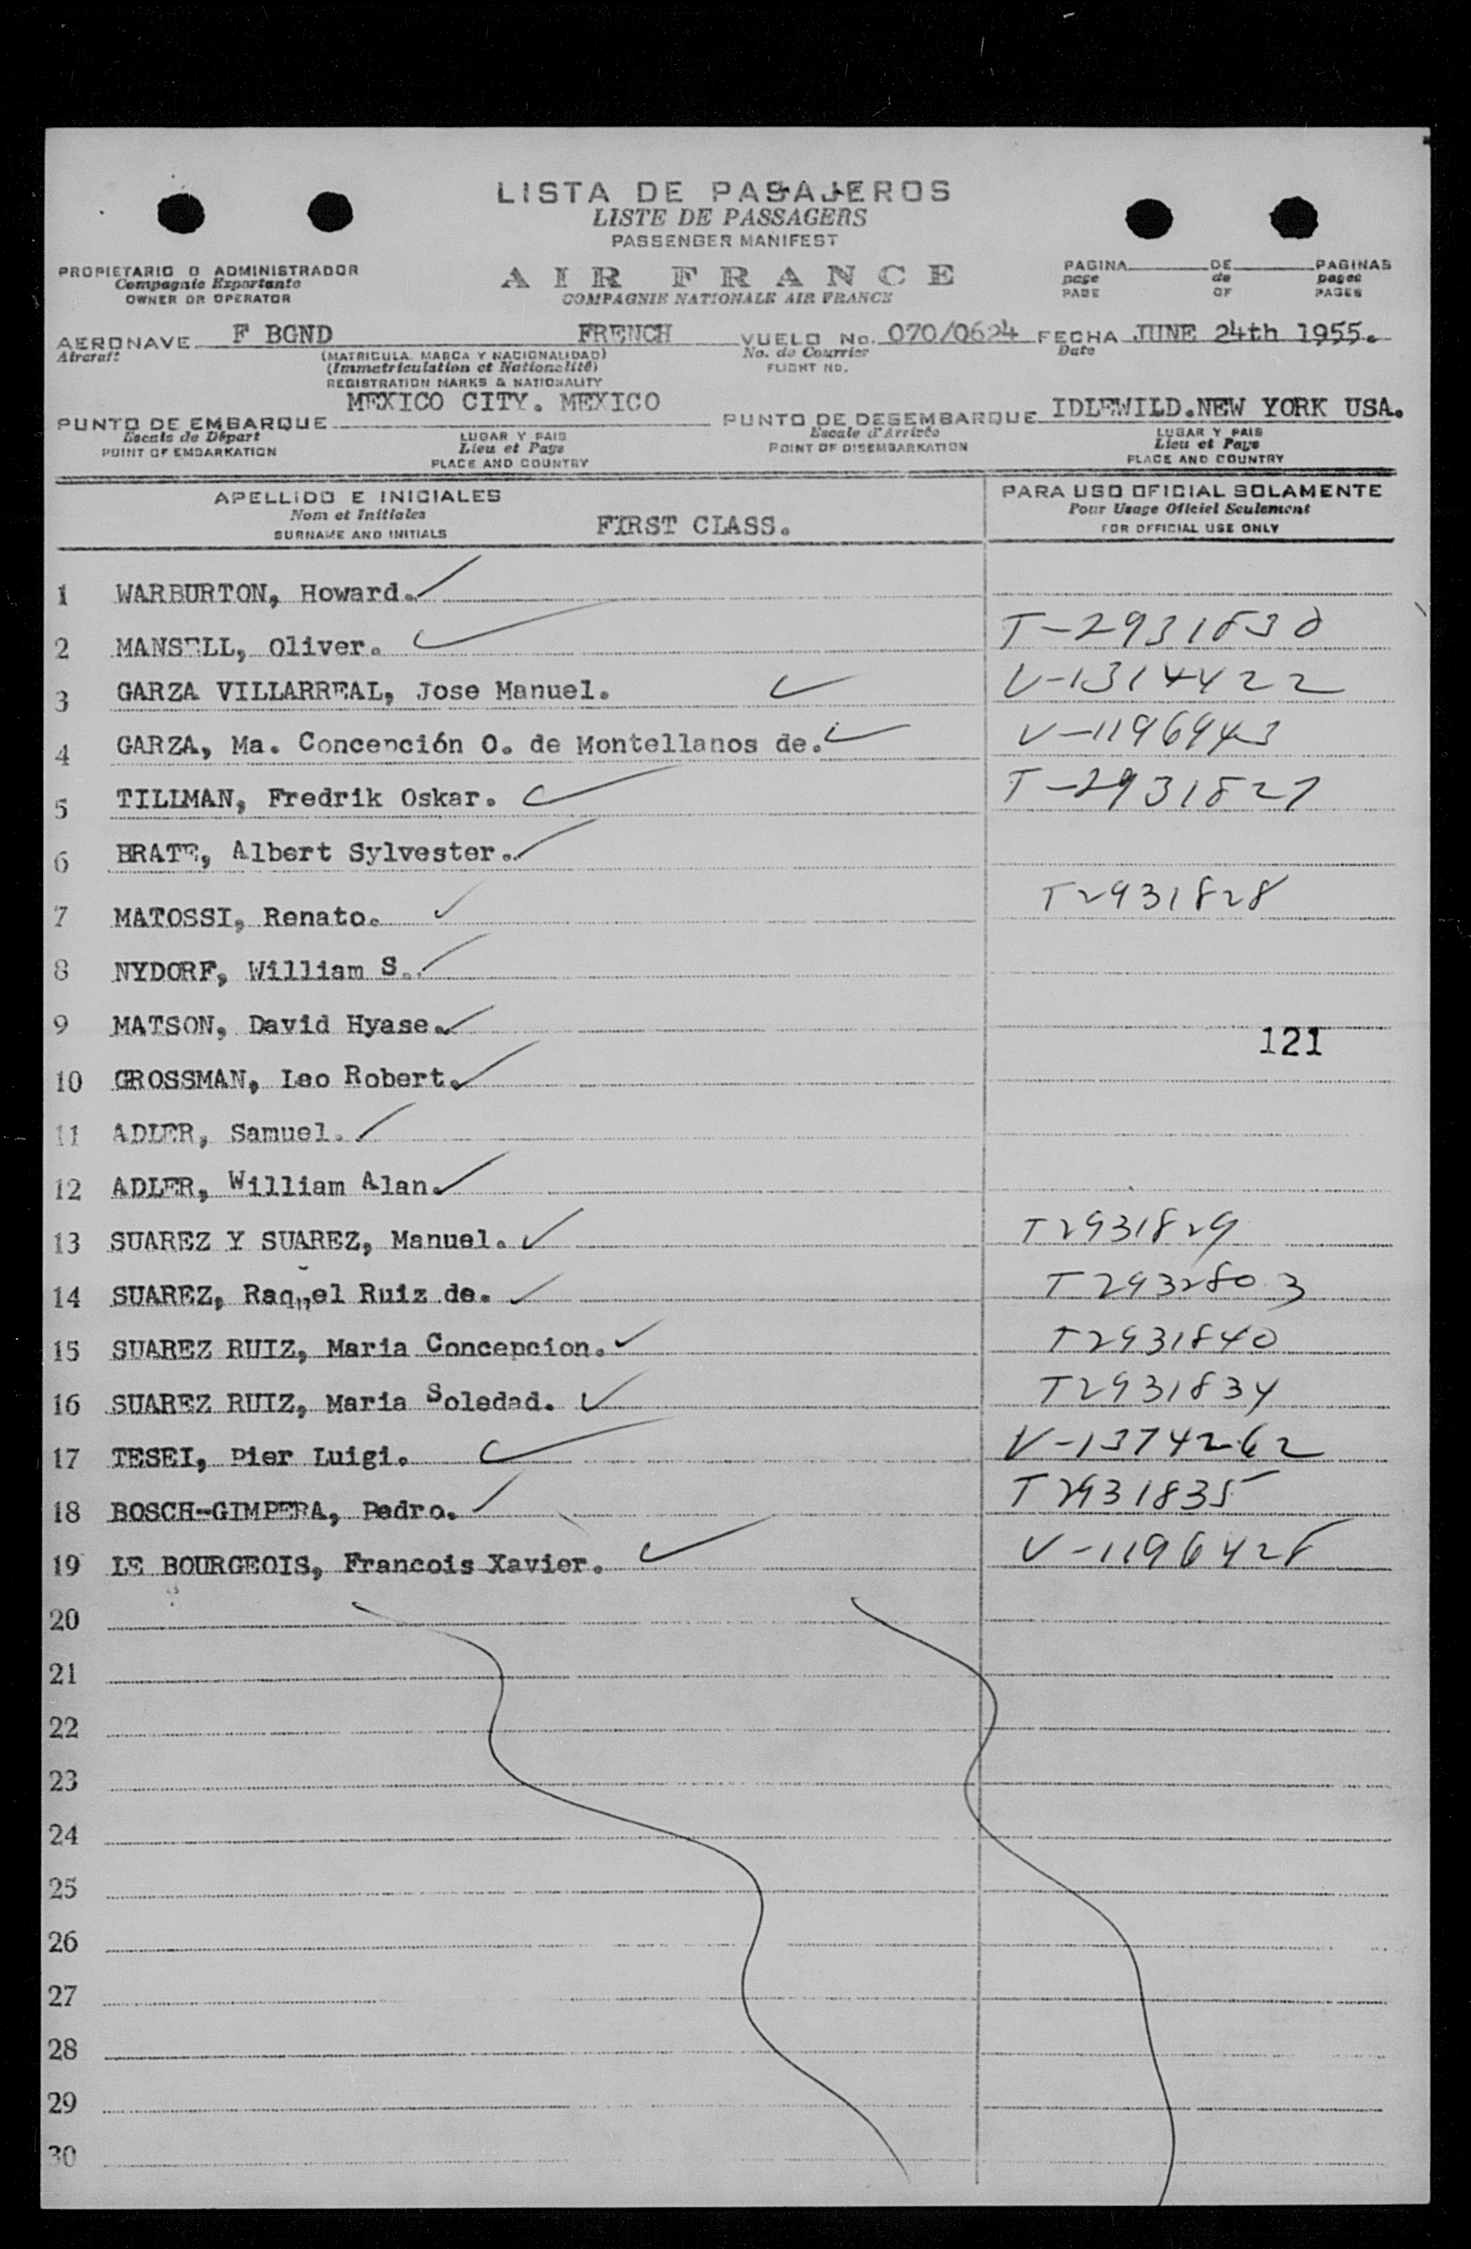 LISTA DE PASAJEROS
LISTE DE PASSAGERS
PASSENGER MANIFEST
PROPIETARIO O ADMINISTRADOR
Compagnie Exportante
OWNER OR OPERATOR
AIR FRANCE
COMPAGNIE NATIONALE AIR FRANCE
PAGINA DE PAGINAS
page de pages
PAGE OF PAGES
AERONAVE F BGND FRENCH VUELO No. 070/0624 FECHA JUNE 24th 1955.
Aircraft (MATRICULA. MARCA Y NACIONALIDAD) No. de Courrier Date
(Immatriculation et Nationalité) FLIGHT NO.
REGISTRATION MARKS & NATIONALITY
PUNTO DE EMBARQUE MEXICO CITY. MEXICO PUNTO DE DESEMBARQUE IDLEWILD.NEW YORK USA.
Escale de Départ LUGAR Y PAIS Escale d'Arrivée LUGAR Y PAIS
POINT OF EMBARKATION Lieu et Pays POINT OF DISEMBARKATION Lieu et Pays
PLACE AND COUNTRY PLACE AND COUNTRY
APELLIDO E INICIALES PARA USO OFICIAL SOLAMENTE
Nom et Initiales FIRST CLASS. Pour Usage Officiel Seulement
SURNAME AND INITIALS FOR OFFICIAL USE ONLY
1 WARBURTON, Howard.
2 MANSELL, Oliver. T-2931830
3 GARZA VILLARREAL, Jose Manuel. V-1314422
4 GARZA, Ma. Concepción O. de Montellanos de. V-1196943
5 TILLMAN, Fredrik Oskar. T-2931827
6 BRATE, Albert Sylvester.
7 MATOSSI, Renato. T2931828
8 NYDORF, William S.
9 MATSON, David Hyase.
121
10 GROSSMAN, Leo Robert.
11 ADLER, Samuel.
12 ADLER, William Alan.
13 SUAREZ Y SUAREZ, Manuel. T2931829
14 SUAREZ, Raquel Ruiz de. T2932803
15 SUAREZ RUIZ, Maria Concepcion. T2931840
16 SUAREZ RUIZ, Maria Soledad. T2931834
17 TESEI, Pier Luigi. V-1374262
18 BOSCH-GIMPERA, Pedro. T2931835
19 LE BOURGEOIS, Francois Xavier. V-1196428
20
21
22
23
24
25
26
27
28
29
30